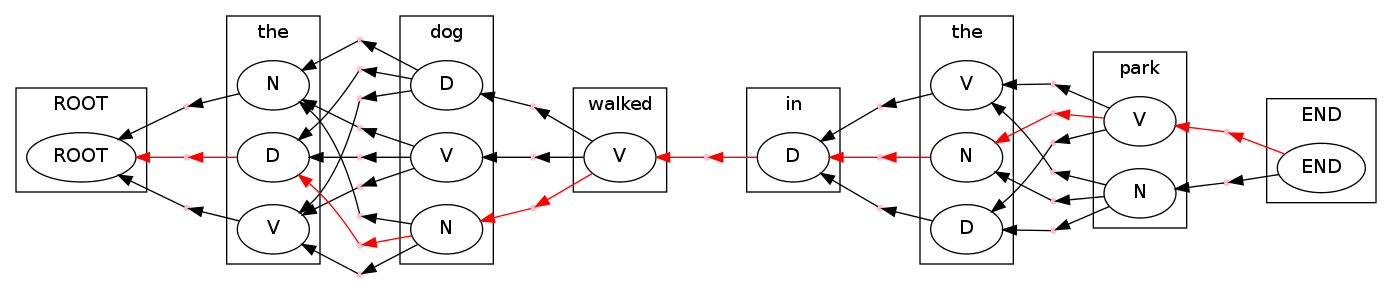 ROOT
ROOT
the
N
D
V
dog
D
V
N
walked
V
in
D
the
V
N
D
park
V
N
END
END